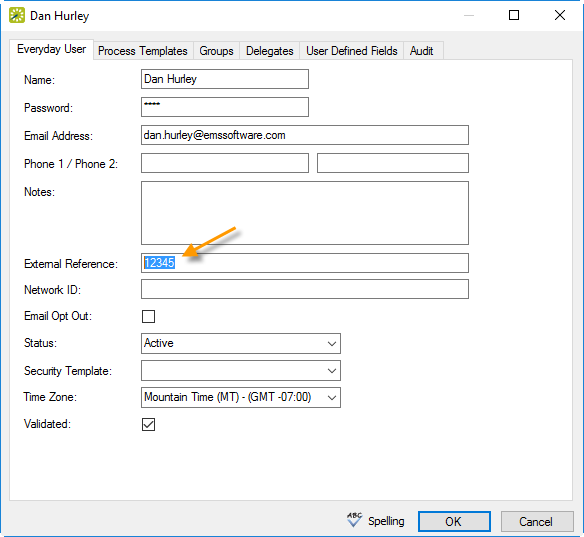 Dan Hurley
Everyday User Process Templates Groups Delegates User Defined Fields Audit
Name: Dan Hurley
Password: ****
Email Address: dan.hurley@emssoftware.com
Phone 1 / Phone 2:
Notes:
External Reference: 12345
Network ID:
Email Opt Out:
Status: Active
Security Template:
Time Zone: Mountain Time (MT) - (GMT -07:00)
Validated:
ABC Spelling OK Cancel